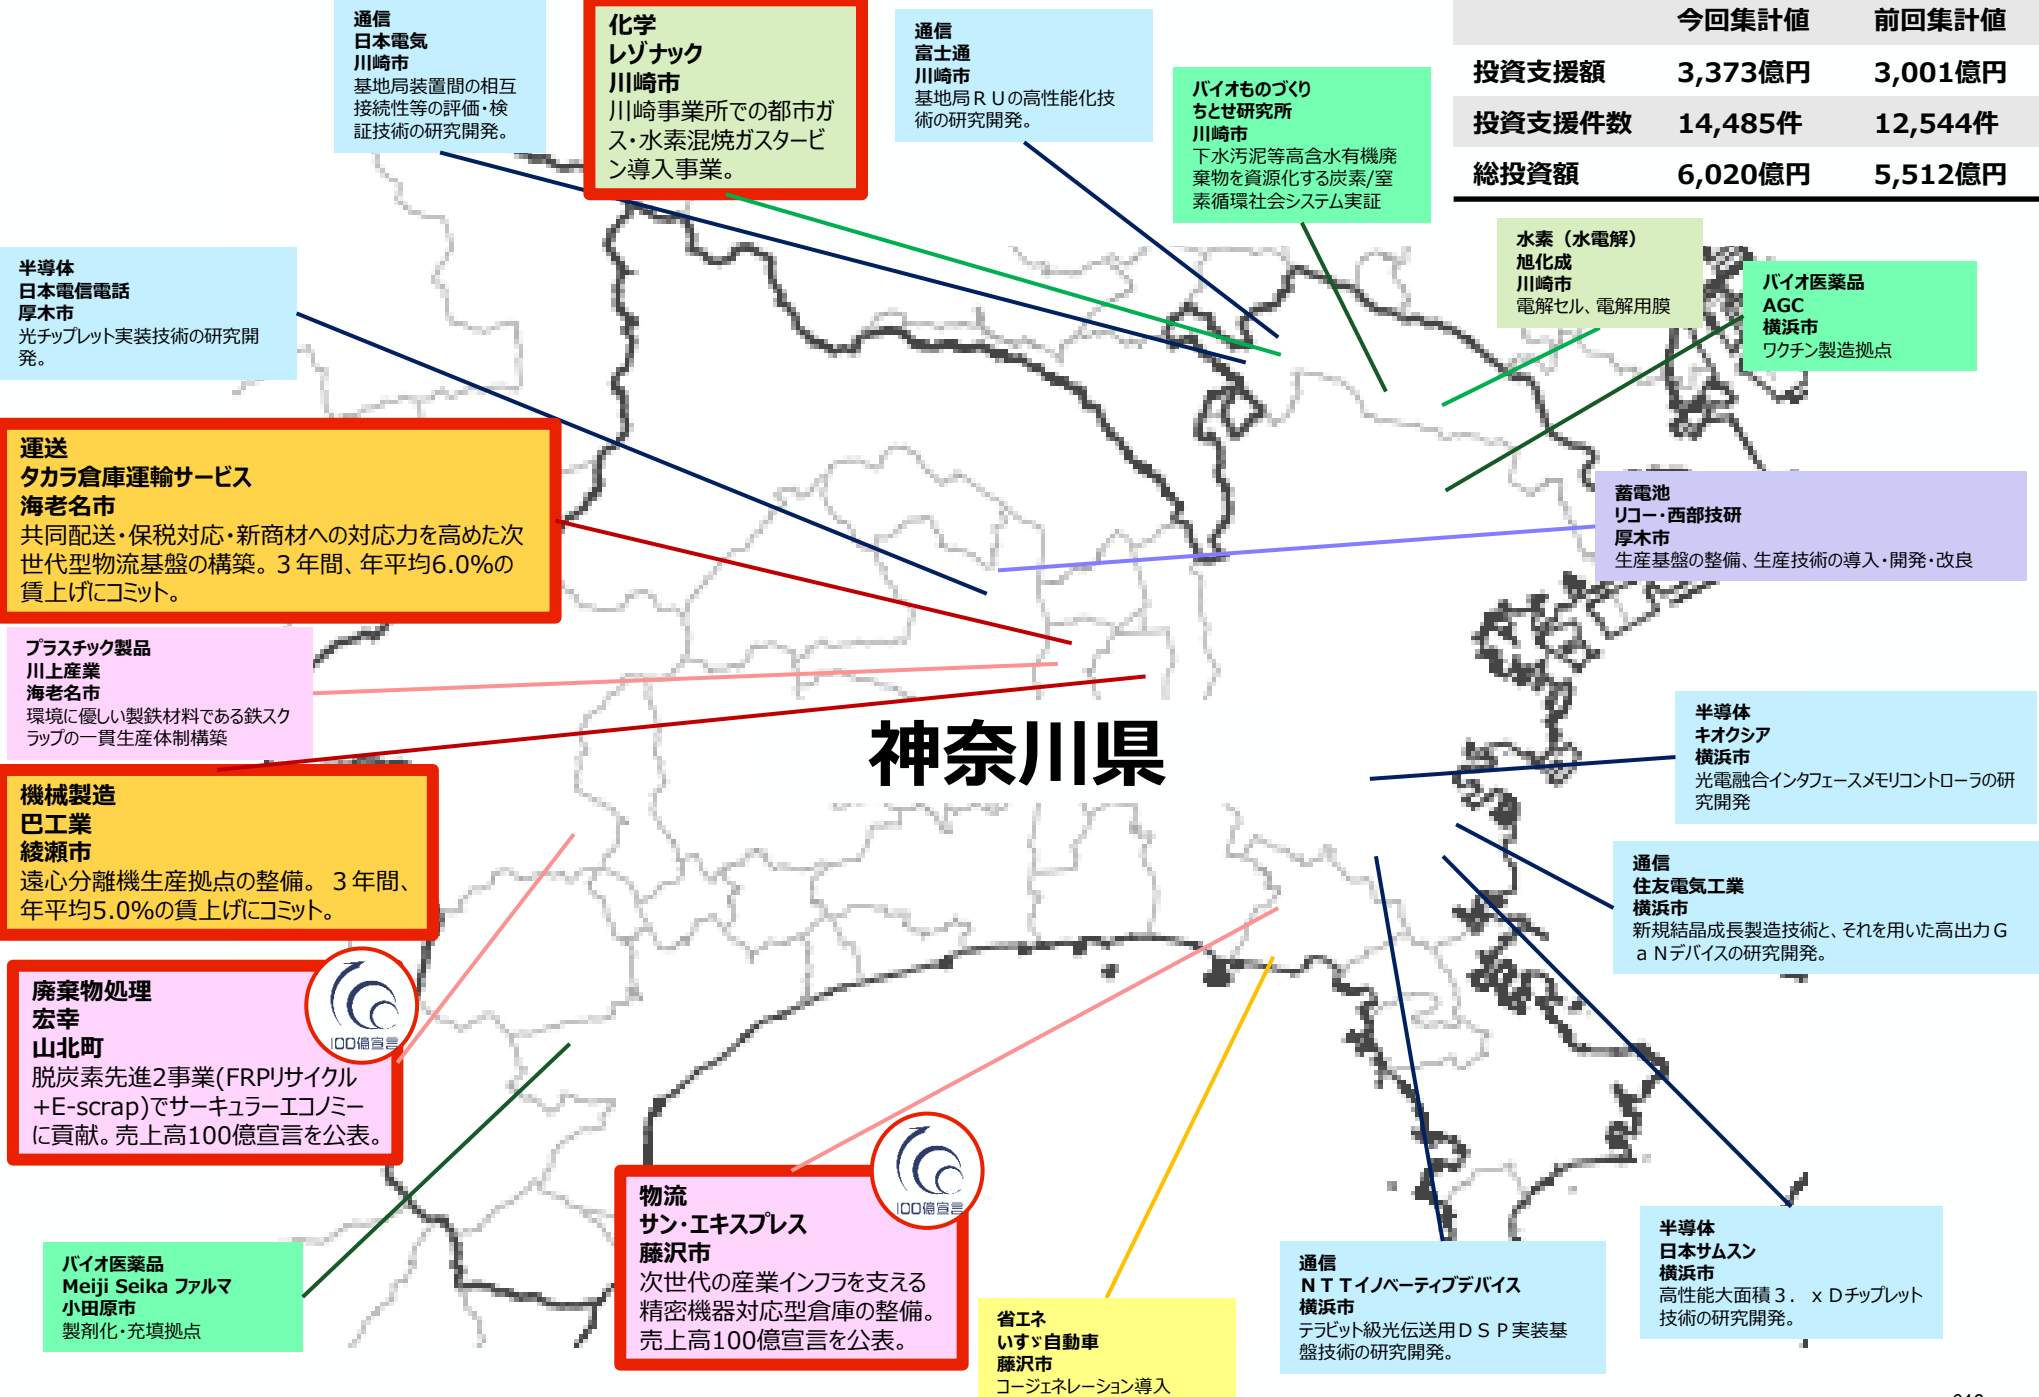 通信
日本電気
川崎市
基地局装置間の相互
接続性等の評価・検
証技術の研究開発。
化学
レゾナック
川崎市
川崎事業所での都市ガ
ス・水素混焼ガスタービ
ン導入事業。
通信
富士通
川崎市
基地局ＲＵの高性能化技
術の研究開発。
バイオものづくり
ちとせ研究所
川崎市
下水汚泥等高含水有機廃
棄物を資源化する炭素/窒
素循環社会システム実証
今回集計値 前回集計値
投資支援額 3,373億円 3,001億円
投資支援件数 14,485件 12,544件
総投資額 6,020億円 5,512億円
水素（水電解）
旭化成
川崎市
電解セル、電解用膜
バイオ医薬品
AGC
横浜市
ワクチン製造拠点
半導体
日本電信電話
厚木市
光チップレット実装技術の研究開
発。
運送
タカラ倉庫運輸サービス
海老名市
共同配送・保税対応・新商材への対応力を高めた次
世代型物流基盤の構築。３年間、年平均6.0%の
賃上げにコミット。
蓄電池
リコー・西部技研
厚木市
生産基盤の整備、生産技術の導入・開発・改良
プラスチック製品
川上産業
海老名市
環境に優しい製鉄材料である鉄スク
ラップの一貫生産体制構築
神奈川県
半導体
キオクシア
横浜市
光電融合インタフェースメモリコントローラの研
究開発
機械製造
巴工業
綾瀬市
遠心分離機生産拠点の整備。３年間、
年平均5.0%の賃上げにコミット。
通信
住友電気工業
横浜市
新規結晶成長製造技術と、それを用いた高出力Ｇ
ａＮデバイスの研究開発。
廃棄物処理
宏幸
山北町
脱炭素先進2事業(FRPリサイクル
+E-scrap)でサーキュラーエコノミー
に貢献。売上高100億宣言を公表。
100億宣言
物流
サン・エキスプレス
藤沢市
次世代の産業インフラを支える
精密機器対応型倉庫の整備。
売上高100億宣言を公表。
100億宣言
バイオ医薬品
Meiji Seika ファルマ
小田原市
製剤化・充填拠点
省エネ
いすゞ自動車
藤沢市
コージェネレーション導入
通信
ＮＴＴイノベーティブデバイス
横浜市
テラビット級光伝送用ＤＳＰ実装基
盤技術の研究開発。
半導体
日本サムスン
横浜市
高性能大面積３．ｘＤチップレット
技術の研究開発。